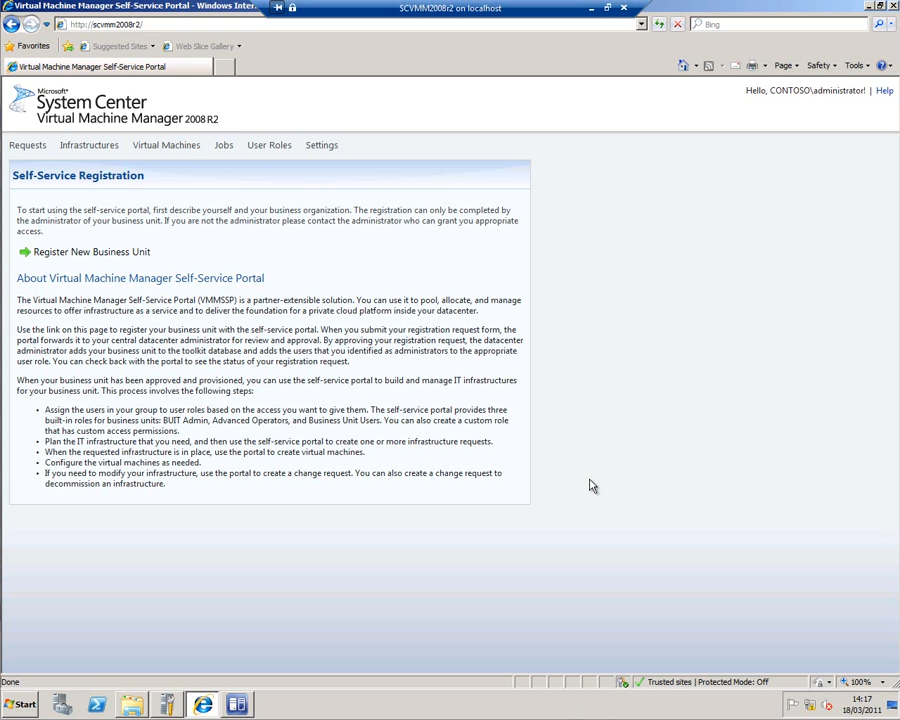 Virtual Machine Manager Self-Service Portal - Windows Inter
SCVMM2008r2 on localhost
http://scvmm2008r2/
Bing
Favorites
Suggested Sites
Web Slice Gallery
Virtual Machine Manager Self-Service Portal
Page
Safety
Tools
Microsoft
System Center
Virtual Machine Manager 2008 R2
Hello, CONTOSO\administrator! | Help
Requests Infrastructures Virtual Machines Jobs User Roles Settings
Self-Service Registration
To start using the self-service portal, first describe yourself and your business organization. The registration can only be completed by
the administrator of your business unit. If you are not the administrator please contact the administrator who can grant you appropriate
access.
Register New Business Unit
About Virtual Machine Manager Self-Service Portal
The Virtual Machine Manager Self-Service Portal (VMMSSP) is a partner-extensible solution. You can use it to pool, allocate, and manage
resources to offer infrastructure as a service and to deliver the foundation for a private cloud platform inside your datacenter.
Use the link on this page to register your business unit with the self-service portal. When you submit your registration request form, the
portal forwards it to your central datacenter administrator for review and approval. By approving your registration request, the datacenter
administrator adds your business unit to the toolkit database and adds the users that you identified as administrators to the appropriate
user role. You can check back with the portal to see the status of your registration request.
When your business unit has been approved and provisioned, you can use the self-service portal to build and manage IT infrastructures
for your business unit. This process involves the following steps:
• Assign the users in your group to user roles based on the access you want to give them. The self-service portal provides three
built-in roles for business units: BUIT Admin, Advanced Operators, and Business Unit Users. You can also create a custom role
that has custom access permissions.
• Plan the IT infrastructure that you need, and then use the self-service portal to create one or more infrastructure requests.
• When the requested infrastructure is in place, use the portal to create virtual machines.
• Configure the virtual machines as needed.
• If you need to modify your infrastructure, use the portal to create a change request. You can also create a change request to
decommission an infrastructure.
Done
Trusted sites | Protected Mode: Off
100%
Start
14:17
18/03/2011